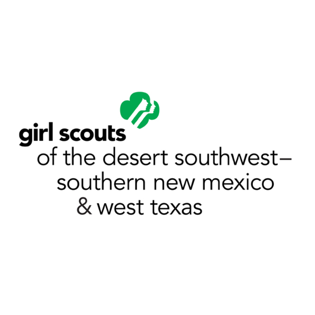 girl scouts
of the desert southwest–
southern new mexico
& west texas